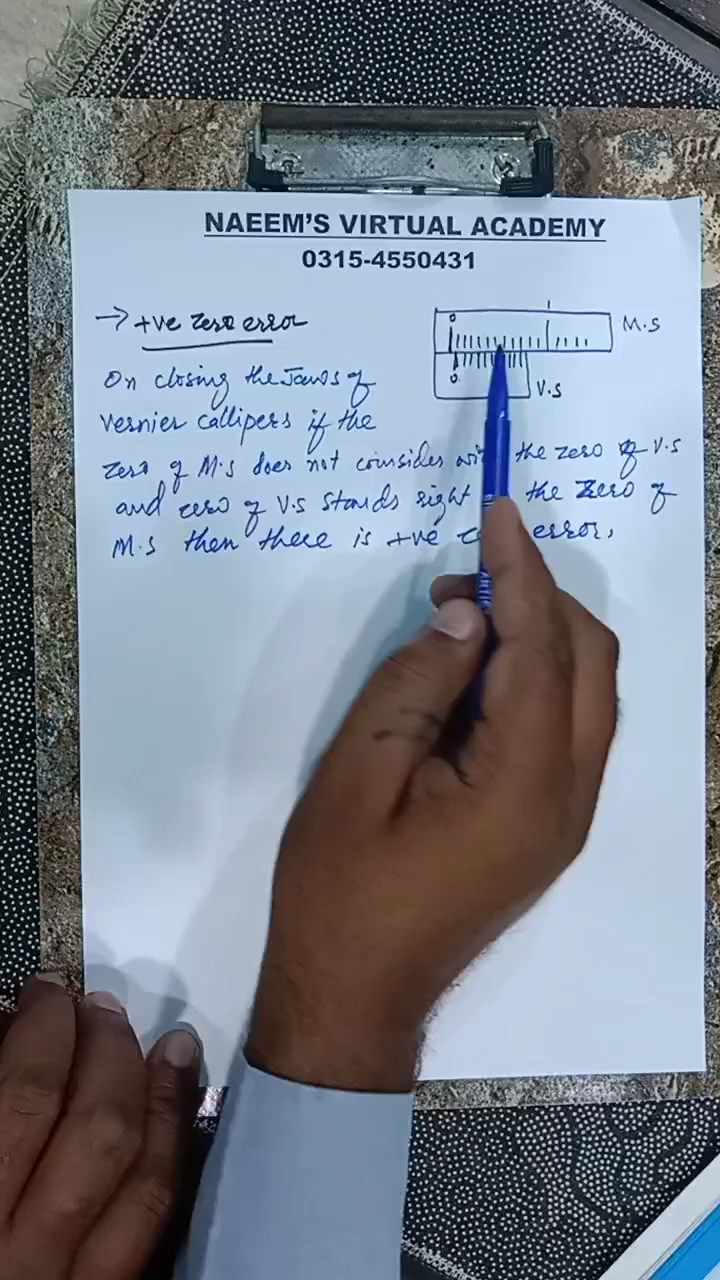 NAEEM'S VIRTUAL ACADEMY
0315-4550431
→ +ve zero error
0 1
M.S
0
V.S
On closing the Jaws of
Vernier callipers if the
zero of M.S does not coinsides the zero of V.S
and zero of V.S stands right the zero of
M.S then there is +ve error.